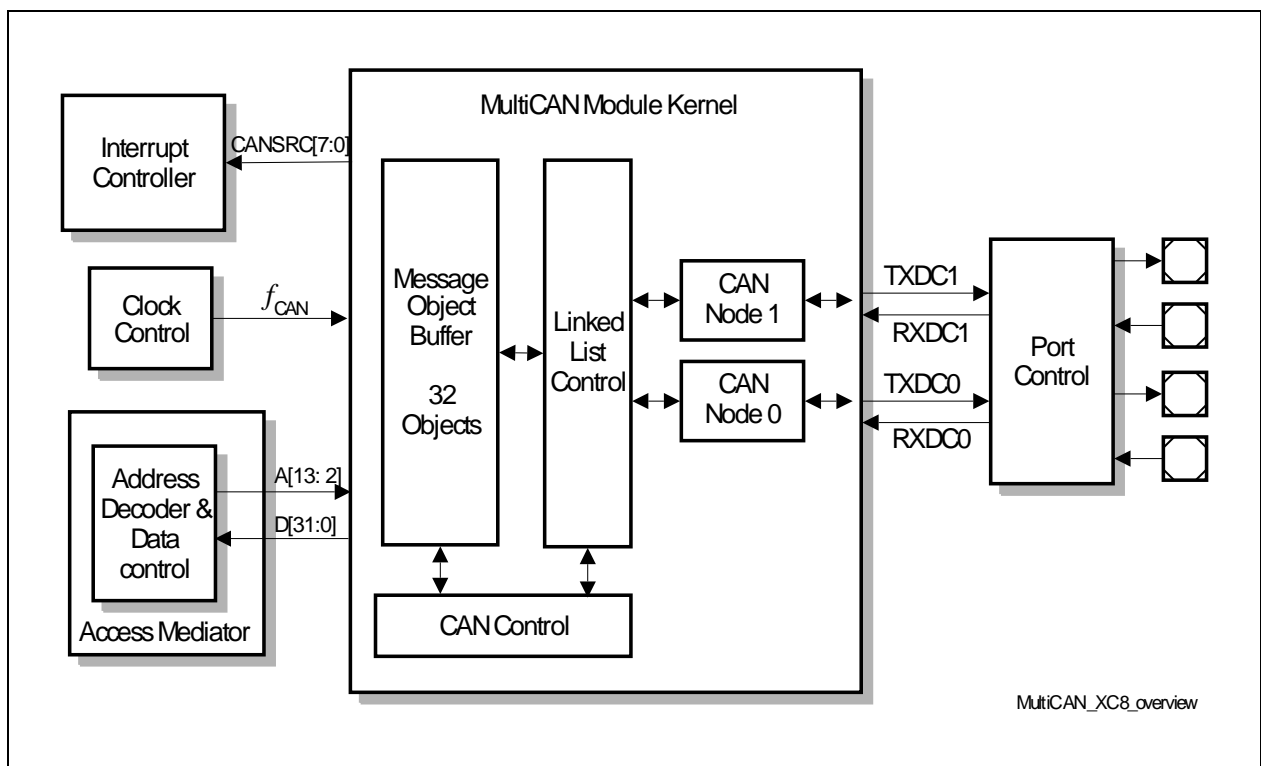 MultiCAN Module Kernel
Interrupt
Controller
CANSRC[7:0]
Clock
Control
fCAN
Address
Decoder &
Data
control
Access Mediator
A[13: 2]
D[31:0]
Message
Object
Buffer
32
Objects
Linked
List
Control
CAN
Node 1
CAN
Node 0
CAN Control
TXDC1
RXDC1
TXDC0
RXDC0
Port
Control
MultiCAN_XC8_overview